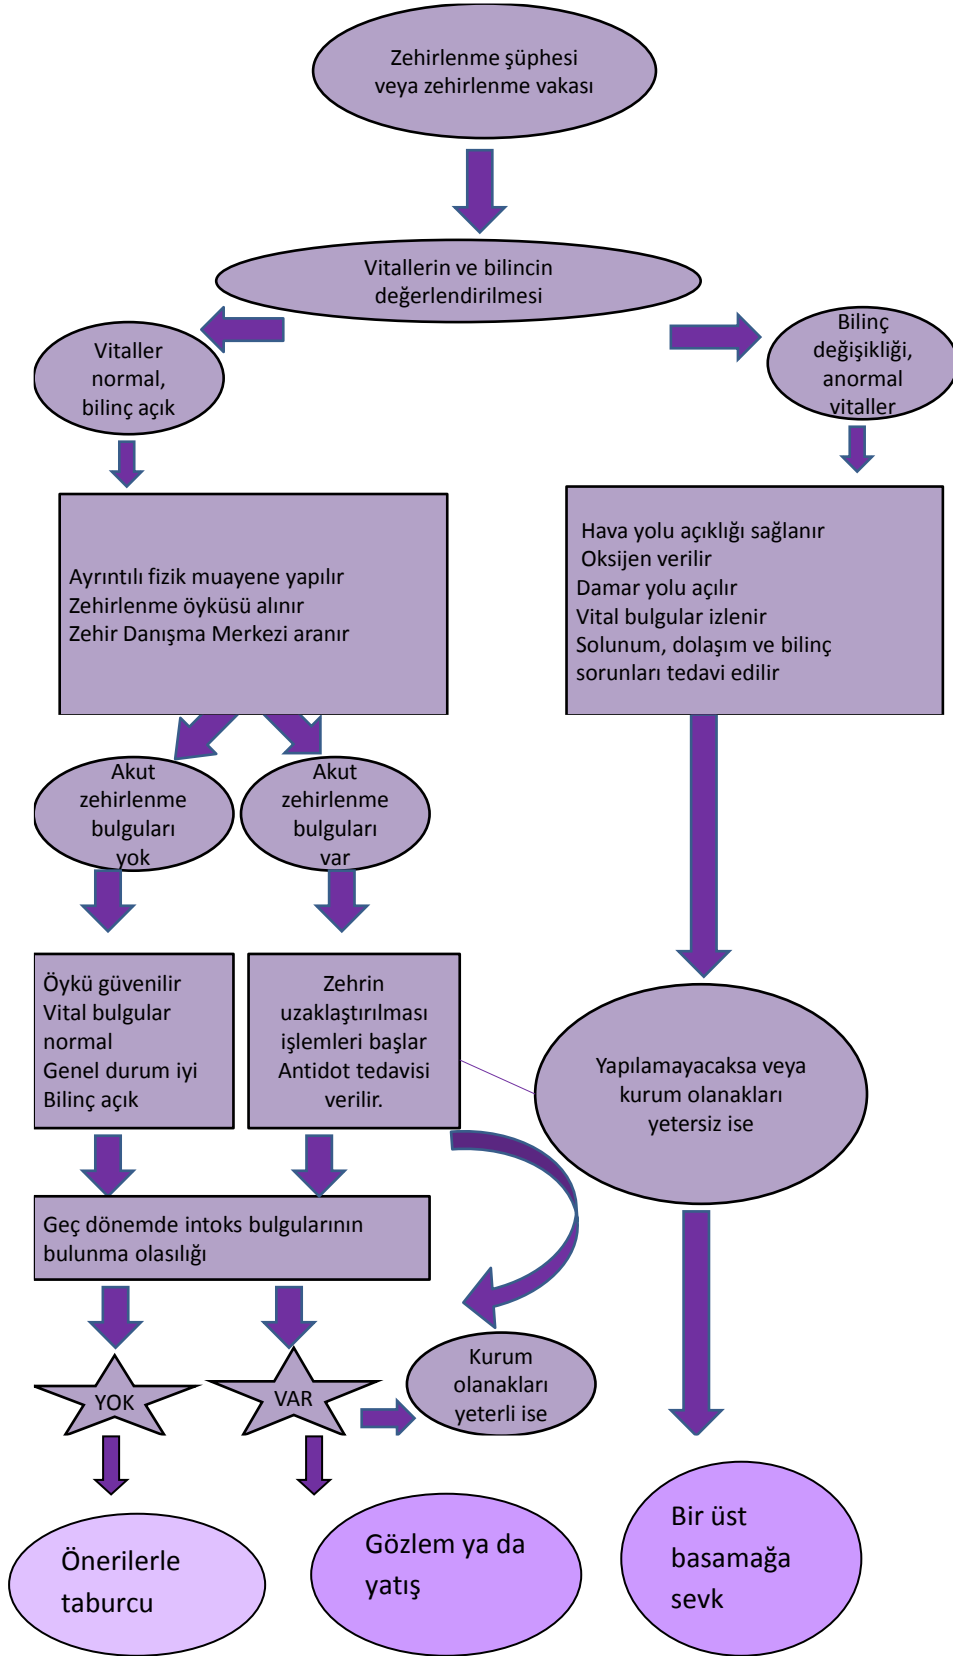 Zehirlenme şüphesi
veya zehirlenme vakası
Vitallerin ve bilincin
değerlendirilmesi
Vitaller
normal,
bilinç açık
Bilinç
değişikliği,
anormal
vitaller
Ayrıntılı fizik muayene yapılır
Zehirlenme öyküsü alınır
Zehir Danışma Merkezi aranır
Hava yolu açıklığı sağlanır
Oksijen verilir
Damar yolu açılır
Vital bulgular izlenir
Solunum, dolaşım ve bilinç
sorunları tedavi edilir
Akut
zehirlenme
bulguları
yok
Akut
zehirlenme
bulguları
var
Öykü güvenilir
Vital bulgular
normal
Genel durum iyi
Bilinç açık
Zehrin
uzaklaştırılması
işlemleri başlar
Antidot tedavisi
verilir.
Yapılamayacaksa veya
kurum olanakları
yetersiz ise
Geç dönemde intoks bulgularının
bulunma olasılığı
YOK
VAR
Kurum
olanakları
yeterli ise
Önerilerle
taburcu
Gözlem ya da
yatış
Bir üst
basamağa
sevk